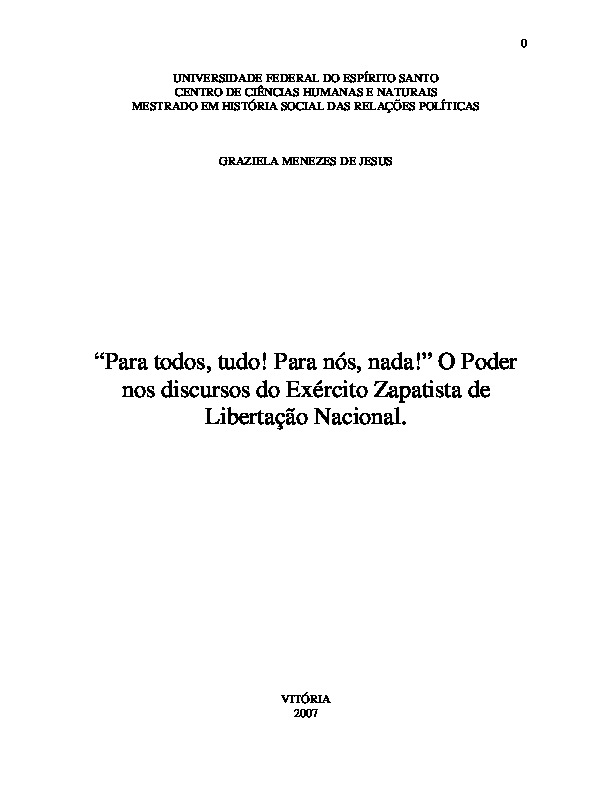 0
UNIVERSIDADE FEDERAL DO ESPÍRITO SANTO
CENTRO DE CIÊNCIAS HUMANAS E NATURAIS
MESTRADO EM HISTÓRIA SOCIAL DAS RELAÇÕES POLÍTICAS
GRAZIELA MENEZES DE JESUS
“Para todos, tudo! Para nós, nada!” O Poder
nos discursos do Exército Zapatista de
Libertação Nacional.
VITÓRIA
2007